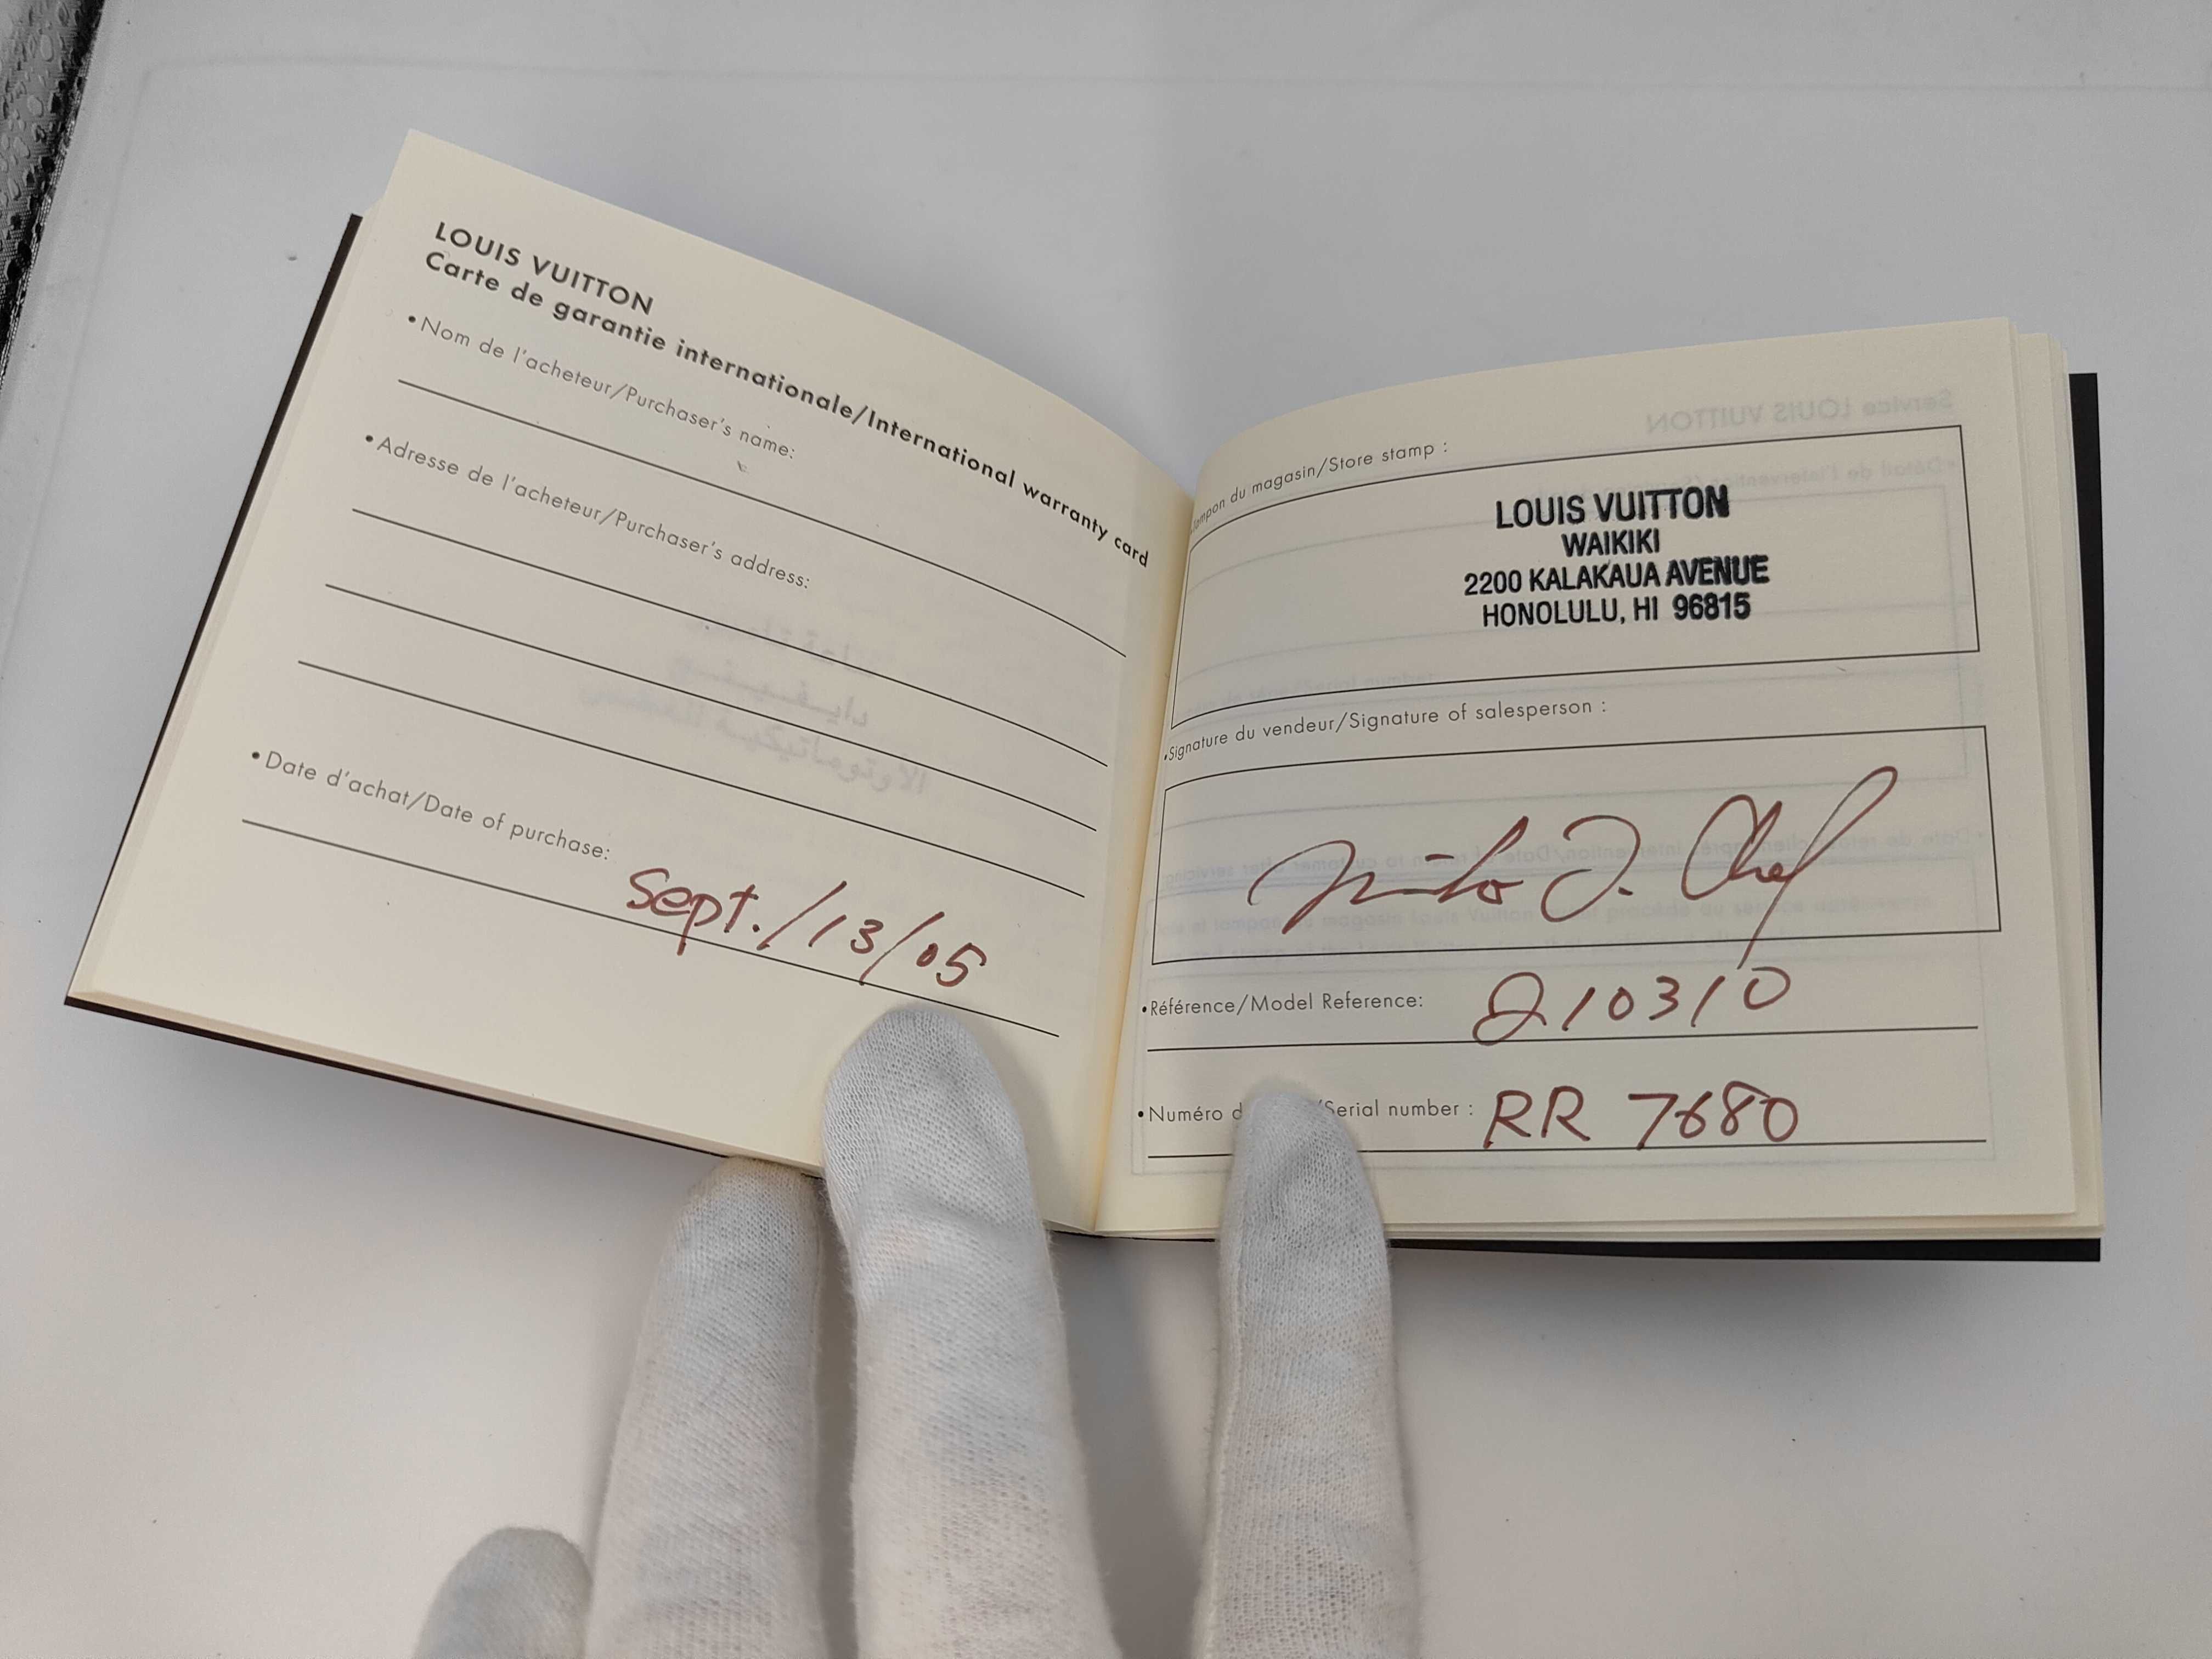 LOUIS VUITTON
Carte de garantie internationale/International warranty card
•Nom de l'acheteur/Purchaser's name:
•Adresse de l'acheteur/Purchaser's address:
•Date d'achat/Date of purchase:
Sept./13/05
Tampon du magasin/Store stamp :
LOUIS VUITTON
WAIKIKI
2200 KALAKAUA AVENUE
HONOLULU, HI 96815
•Signature du vendeur/Signature of salesperson :
•Référence/Model Reference: Q10310
•Numéro /Serial number : RR 7680